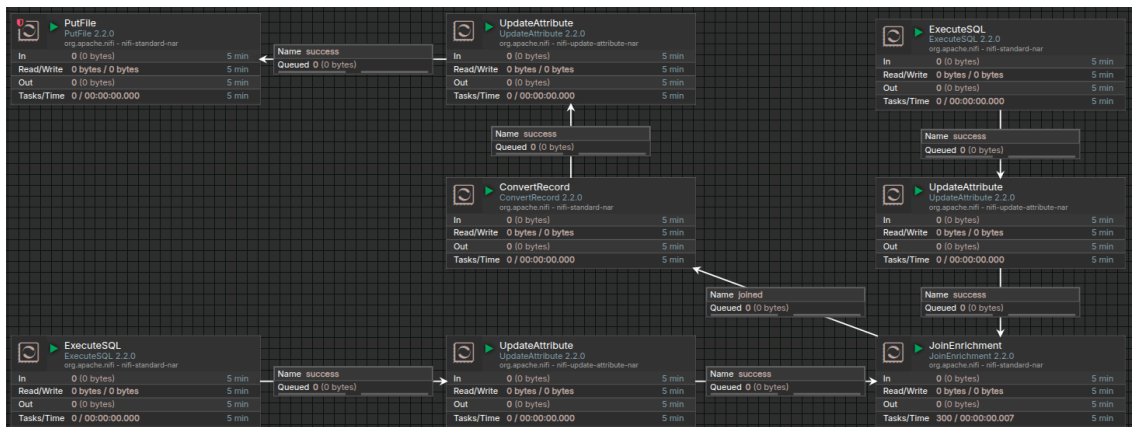 PutFile
PutFile 2.2.0
org.apache.nifi - nifi-standard-nar
In 0 (0 bytes) 5 min
Read/Write 0 bytes / 0 bytes 5 min
Out 0 (0 bytes) 5 min
Tasks/Time 0 / 00:00:00.000 5 min
Name success
Queued 0 (0 bytes)
UpdateAttribute
UpdateAttribute 2.2.0
org.apache.nifi - nifi-update-attribute-nar
In 0 (0 bytes) 5 min
Read/Write 0 bytes / 0 bytes 5 min
Out 0 (0 bytes) 5 min
Tasks/Time 0 / 00:00:00.000 5 min
ExecuteSQL
ExecuteSQL 2.2.0
org.apache.nifi - nifi-standard-nar
In 0 (0 bytes) 5 min
Read/Write 0 bytes / 0 bytes 5 min
Out 0 (0 bytes) 5 min
Tasks/Time 0 / 00:00:00.000 5 min
Name success
Queued 0 (0 bytes)
Name success
Queued 0 (0 bytes)
ConvertRecord
ConvertRecord 2.2.0
org.apache.nifi - nifi-standard-nar
In 0 (0 bytes) 5 min
Read/Write 0 bytes / 0 bytes 5 min
Out 0 (0 bytes) 5 min
Tasks/Time 0 / 00:00:00.000 5 min
UpdateAttribute
UpdateAttribute 2.2.0
org.apache.nifi - nifi-update-attribute-nar
In 0 (0 bytes) 5 min
Read/Write 0 bytes / 0 bytes 5 min
Out 0 (0 bytes) 5 min
Tasks/Time 0 / 00:00:00.000 5 min
Name joined
Queued 0 (0 bytes)
Name success
Queued 0 (0 bytes)
ExecuteSQL
ExecuteSQL 2.2.0
org.apache.nifi - nifi-standard-nar
In 0 (0 bytes) 5 min
Read/Write 0 bytes / 0 bytes 5 min
Out 0 (0 bytes) 5 min
Tasks/Time 0 / 00:00:00.000 5 min
Name success
Queued 0 (0 bytes)
UpdateAttribute
UpdateAttribute 2.2.0
org.apache.nifi - nifi-update-attribute-nar
In 0 (0 bytes) 5 min
Read/Write 0 bytes / 0 bytes 5 min
Out 0 (0 bytes) 5 min
Tasks/Time 0 / 00:00:00.000 5 min
Name success
Queued 0 (0 bytes)
JoinEnrichment
JoinEnrichment 2.2.0
org.apache.nifi - nifi-standard-nar
In 0 (0 bytes) 5 min
Read/Write 0 bytes / 0 bytes 5 min
Out 0 (0 bytes) 5 min
Tasks/Time 300 / 00:00:00.007 5 min